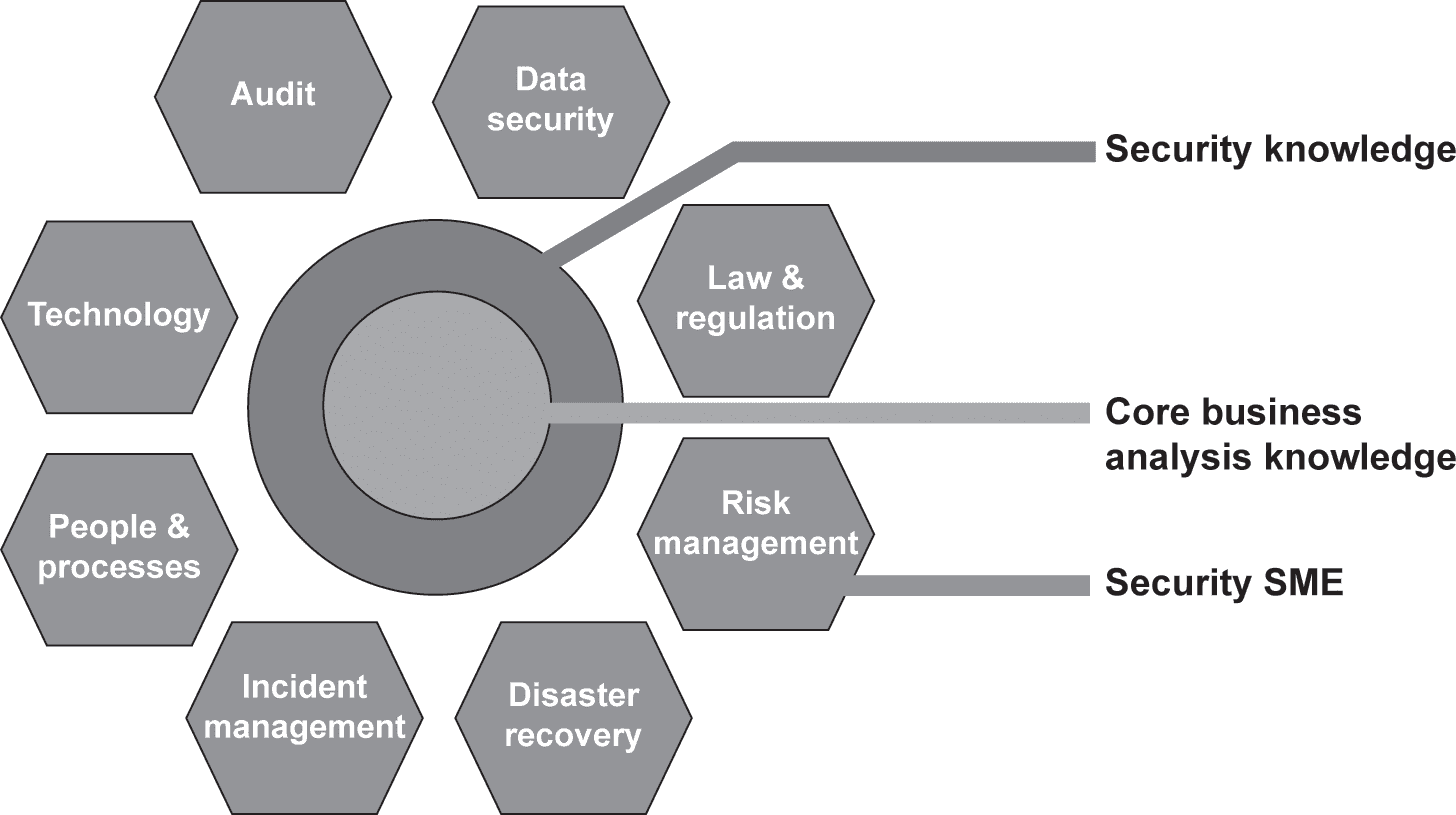 Audit
Data
security
Security knowledge
Law &
regulation
Technology
Core business
analysis knowledge
Risk
management
People &
processes
Security SME
Incident
management
Disaster
recovery